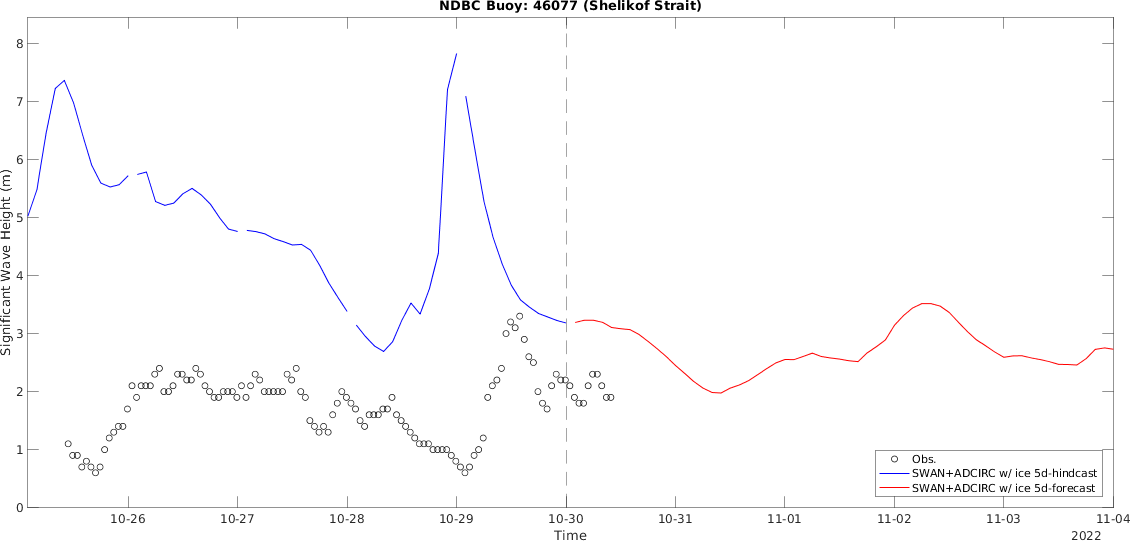 NDBC Buoy: 46077 (Shelikof Strait)
8
7
6
5
4
3
2
1
0
Significant Wave Height (m)
Obs.
SWAN+ADCIRC w/ ice 5d-hindcast
SWAN+ADCIRC w/ ice 5d-forecast
10-26 10-27 10-28 10-29 10-30 10-31 11-01 11-02 11-03 11-04
Time
2022